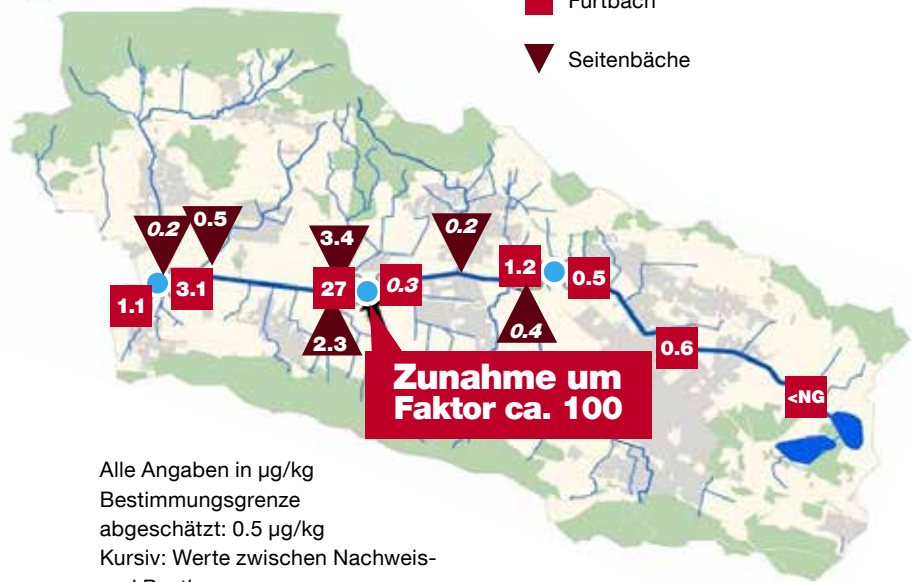 Furtbach
Seitenbäche
0.2
0.5
3.4
0.2
1.1
3.1
27
0.3
1.2
0.5
2.3
0.4
0.6
<NG
Zunahme um
Faktor ca. 100
Alle Angaben in µg/kg
Bestimmungsgrenze
abgeschätzt: 0.5 µg/kg
Kursiv: Werte zwischen Nachweis-